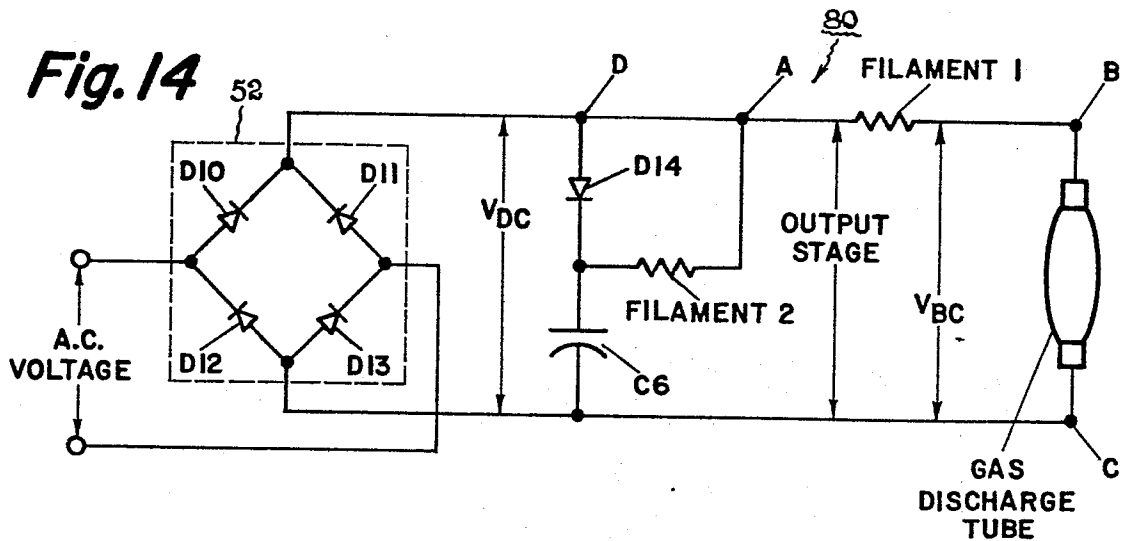 Fig. 14
52
D10
D11
D12
D13
A.C.
VOLTAGE
D
A
80
FILAMENT 1
B
D14
VDC
FILAMENT 2
C6
OUTPUT
STAGE
VBC
C
GAS
DISCHARGE
TUBE